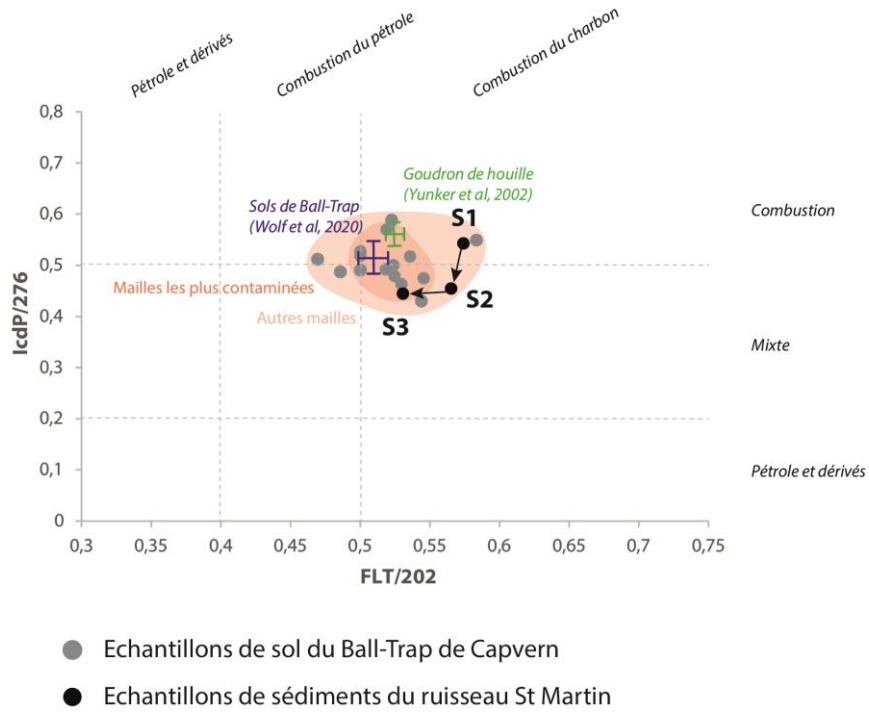 Pétrole et dérivés
Combustion du pétrole
Combustion du charbon
0,8
0,7
0,6
0,5
0,4
0,3
0,2
0,1
0
IcdP/276
Goudron de houille
(Yunker et al, 2002)
Sols de Ball-Trap
(Wolf et al, 2020)
S1
Mailles les plus contaminées
S2
Autres mailles
S3
Combustion
Mixte
Pétrole et dérivés
0,3 0,35 0,4 0,45 0,5 0,55 0,6 0,65 0,7 0,75
FLT/202
Echantillons de sol du Ball-Trap de Capvern
Echantillons de sédiments du ruisseau St Martin